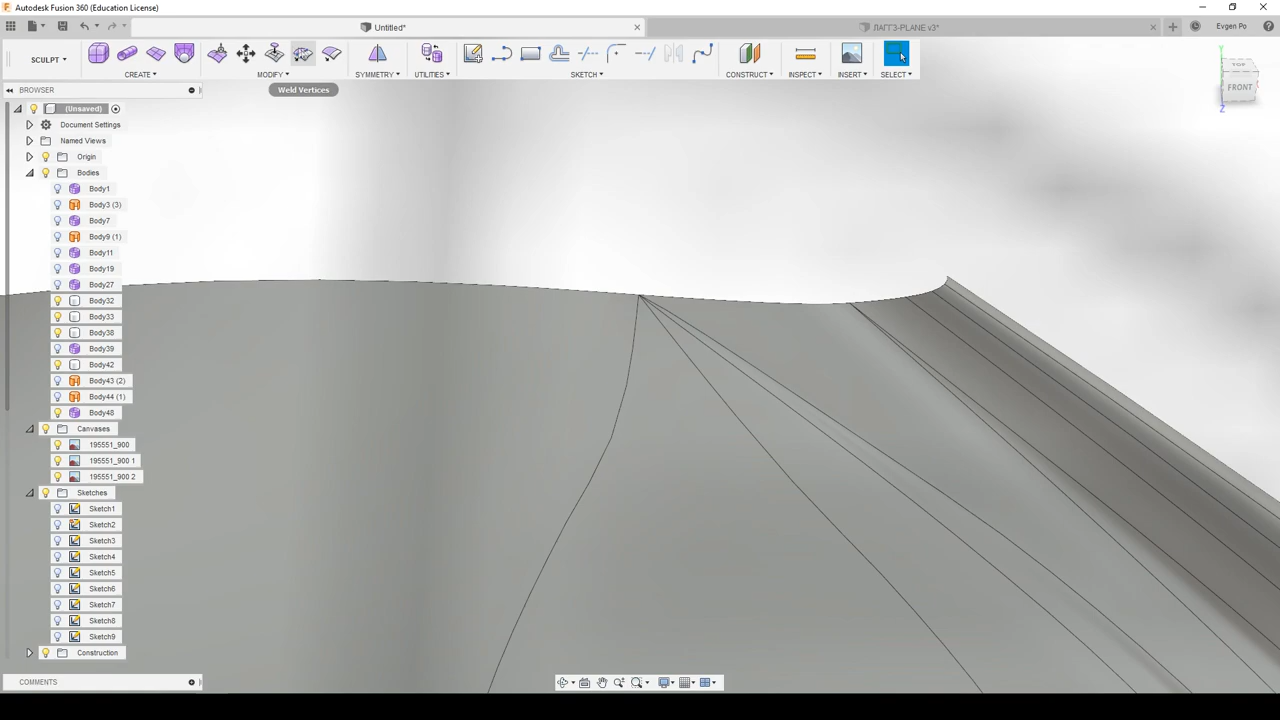 Autodesk Fusion 360 (Education License)
Untitled*
ЛАГГЗ-PLANE v3*
Evgen Po
SCULPT
CREATE
MODIFY
SYMMETRY
UTILITIES
SKETCH
CONSTRUCT
INSPECT
INSERT
SELECT
Weld Vertices
BROWSER
(Unsaved)
Document Settings
Named Views
Origin
Bodies
Body1
Body3 (3)
Body7
Body9 (1)
Body11
Body19
Body27
Body32
Body33
Body38
Body39
Body42
Body43 (2)
Body44 (1)
Body48
Canvases
195551_900
195551_900 1
195551_900 2
Sketches
Sketch1
Sketch2
Sketch3
Sketch4
Sketch5
Sketch6
Sketch7
Sketch8
Sketch9
Construction
COMMENTS
Y
TOP
FRONT
Z